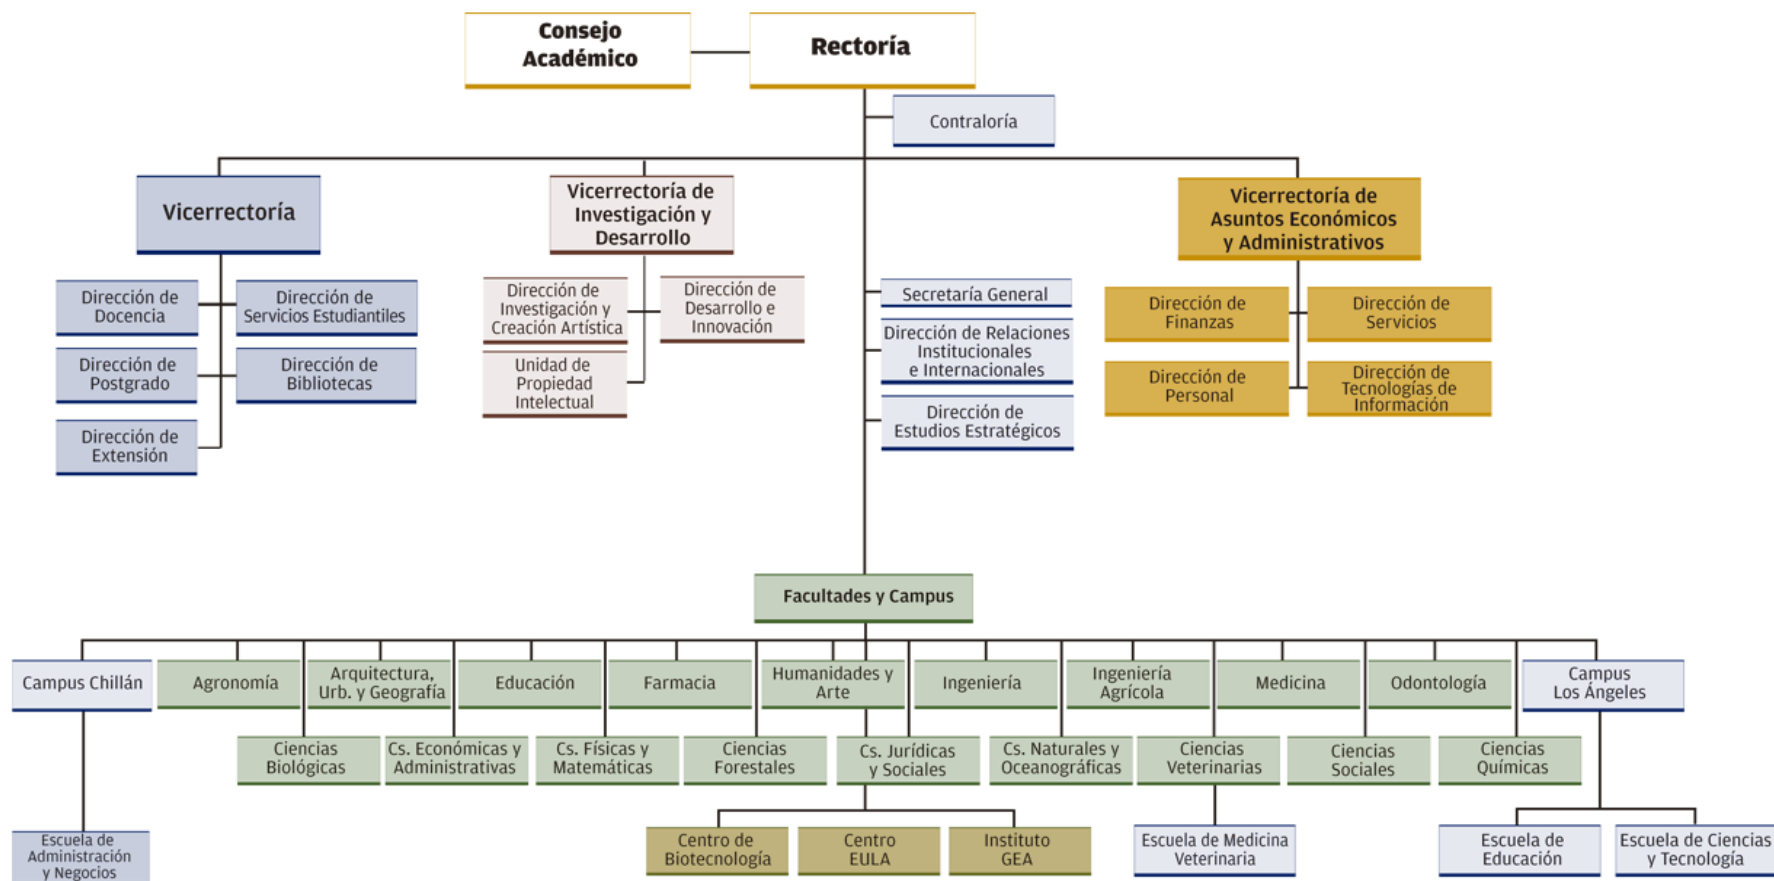 Consejo
Académico
Rectoría
Contraloría
Vicerrectoría
Vicerrectoría de
Investigación y
Desarrollo
Vicerrectoría de
Asuntos Económicos
y Administrativos
Dirección de
Docencia
Dirección de
Servicios Estudiantiles
Dirección de
Postgrado
Dirección de
Bibliotecas
Dirección de
Extensión
Dirección de
Investigación y
Creación Artística
Dirección de
Desarrollo e
Innovación
Unidad de
Propiedad
Intelectual
Secretaría General
Dirección de Relaciones
Institucionales
e Internacionales
Dirección de
Estudios Estratégicos
Dirección de
Finanzas
Dirección de
Servicios
Dirección de
Personal
Dirección de
Tecnologías de
Información
Facultades y Campus
Campus Chillán
Agronomía
Arquitectura,
Urb. y Geografía
Educación
Farmacia
Humanidades y
Arte
Ingeniería
Ingeniería
Agrícola
Medicina
Odontología
Campus
Los Ángeles
Ciencias
Biológicas
Cs. Económicas y
Administrativas
Cs. Físicas y
Matemáticas
Ciencias
Forestales
Cs. Jurídicas
y Sociales
Cs. Naturales y
Oceanográficas
Ciencias
Veterinarias
Ciencias
Sociales
Ciencias
Químicas
Escuela de
Administración
y Negocios
Centro de
Biotecnología
Centro
EULA
Instituto
GEA
Escuela de Medicina
Veterinaria
Escuela de
Educación
Escuela de Ciencias
y Tecnología